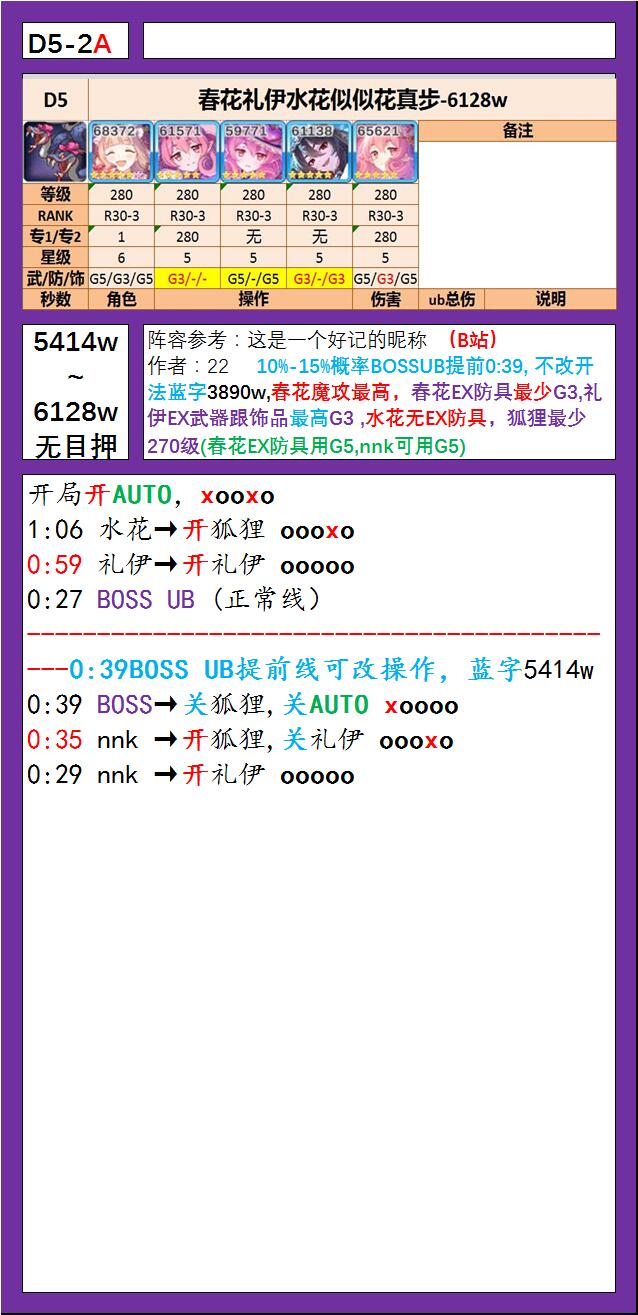 D5-2A
D5 春花礼伊水花似似花真步-6128w
68372 61571 59771 61138 65621 备注
等级 280 280 280 280 280
RANK R30-3 R30-3 R30-3 R30-3 R30-3
专1/专2 1 280 无 无 280
星级 6 5 5 5 5
武/防/饰 G5/G3/G5 G3/-/- G5/-/G5 G3/-/G3 G5/G3/G5
秒数 角色 操作 伤害 ub总伤 说明
5414w
~
6128w
无目押
阵容参考：这是一个好记的昵称 （B站）
作者：22 10%-15%概率BOSSUB提前0:39, 不改开
法蓝字3890w,春花魔攻最高，春花EX防具最少G3,礼
伊EX武器跟饰品最高G3 ,水花无EX防具，狐狸最少
270级(春花EX防具用G5,nnk可用G5)
开局开AUTO，xooxo
1:06 水花→开狐狸 oooxo
0:59 礼伊→开礼伊 ooooo
0:27 BOSS UB（正常线）
-----------------------------------------
---0:39BOSS UB提前线可改操作，蓝字5414w
0:39 BOSS→关狐狸,关AUTO xoooo
0:35 nnk →开狐狸,关礼伊 oooxo
0:29 nnk →开礼伊 ooooo